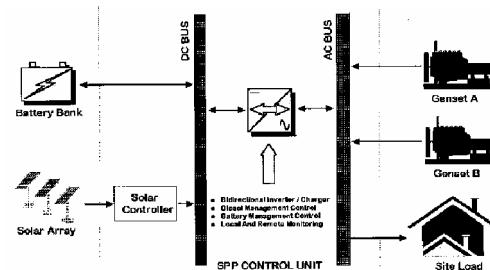 DC BUS
AC BUS
Battery Bank
Genset A
Genset B
Solar
Controller
Solar Array
Bidirectional Inverter / Charger
Diesel Management Control
Battery Management Control
Local And Remote Monitoring
Site Load
SPP CONTROL UNIT